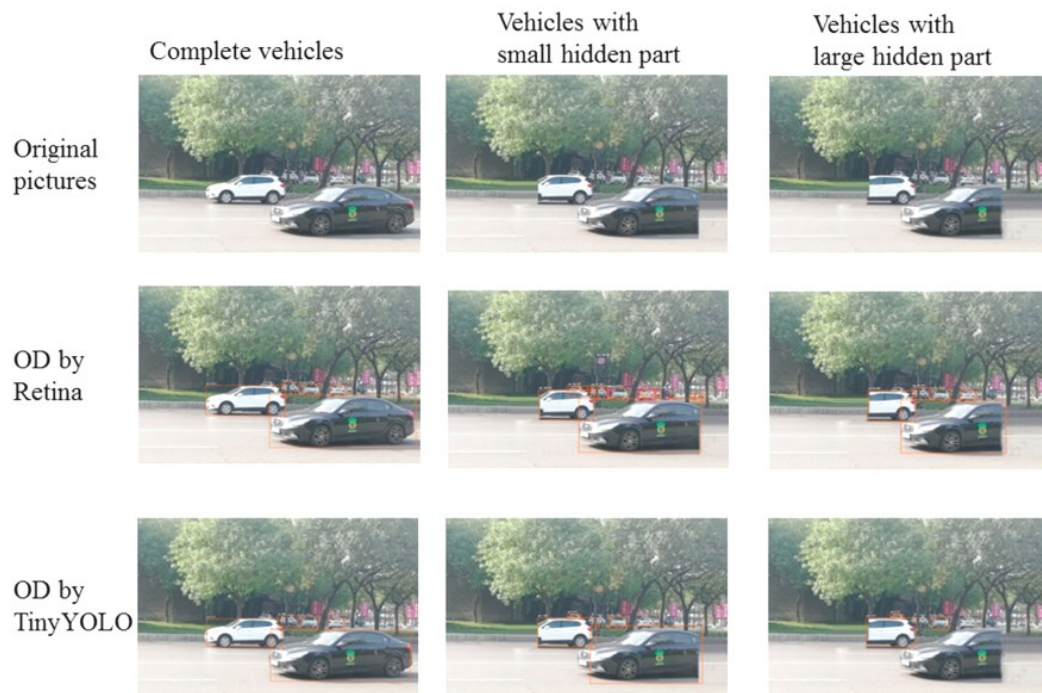 Complete vehicles
Vehicles with
small hidden part
Vehicles with
large hidden part
Original
pictures
OD by
Retina
OD by
TinyYOLO